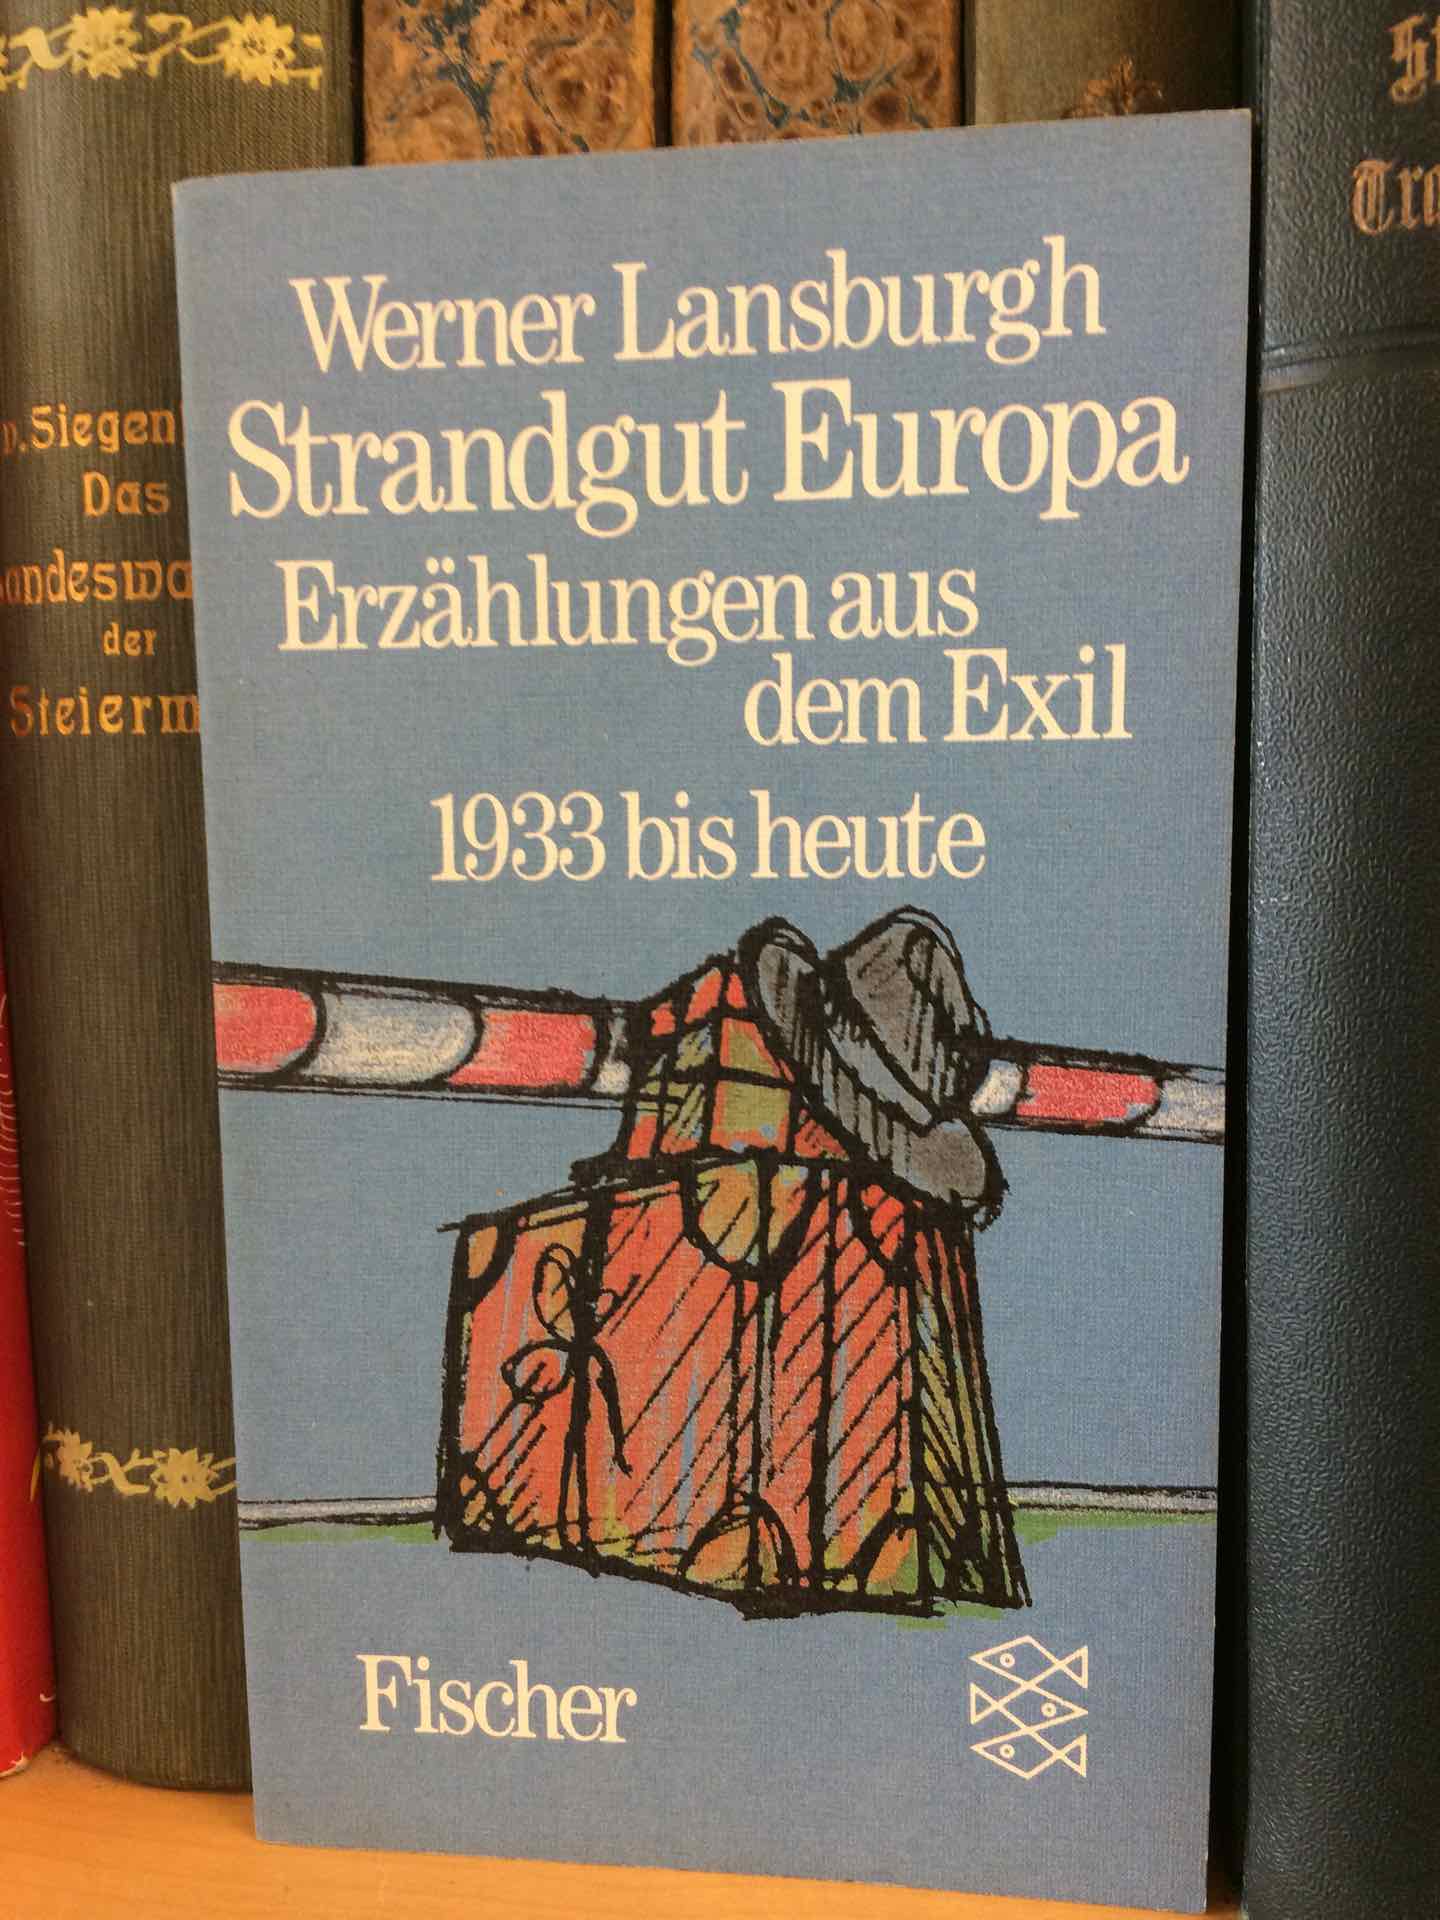 Werner Lansburgh
Strandgut Europa
Erzählungen aus
dem Exil
1933 bis heute
Fischer
Das
der